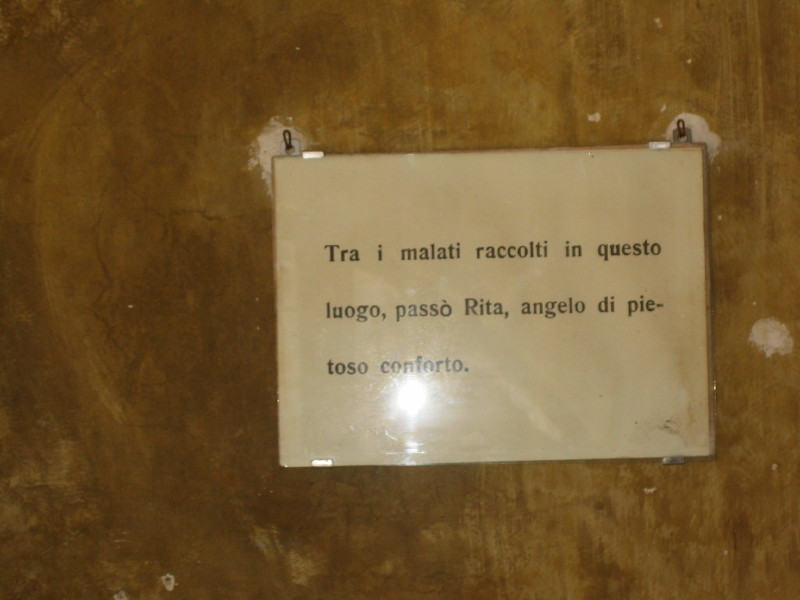 Tra i malati raccolti in questo
luogo, passò Rita, angelo di pie-
toso conforto.